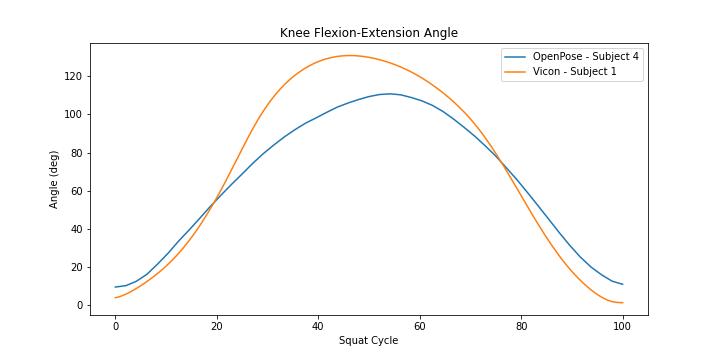 Knee Flexion-Extension Angle
OpenPose - Subject 4
Vicon - Subject 1
Angle (deg)
120
100
80
60
40
20
0
0 20 40 60 80 100
Squat Cycle